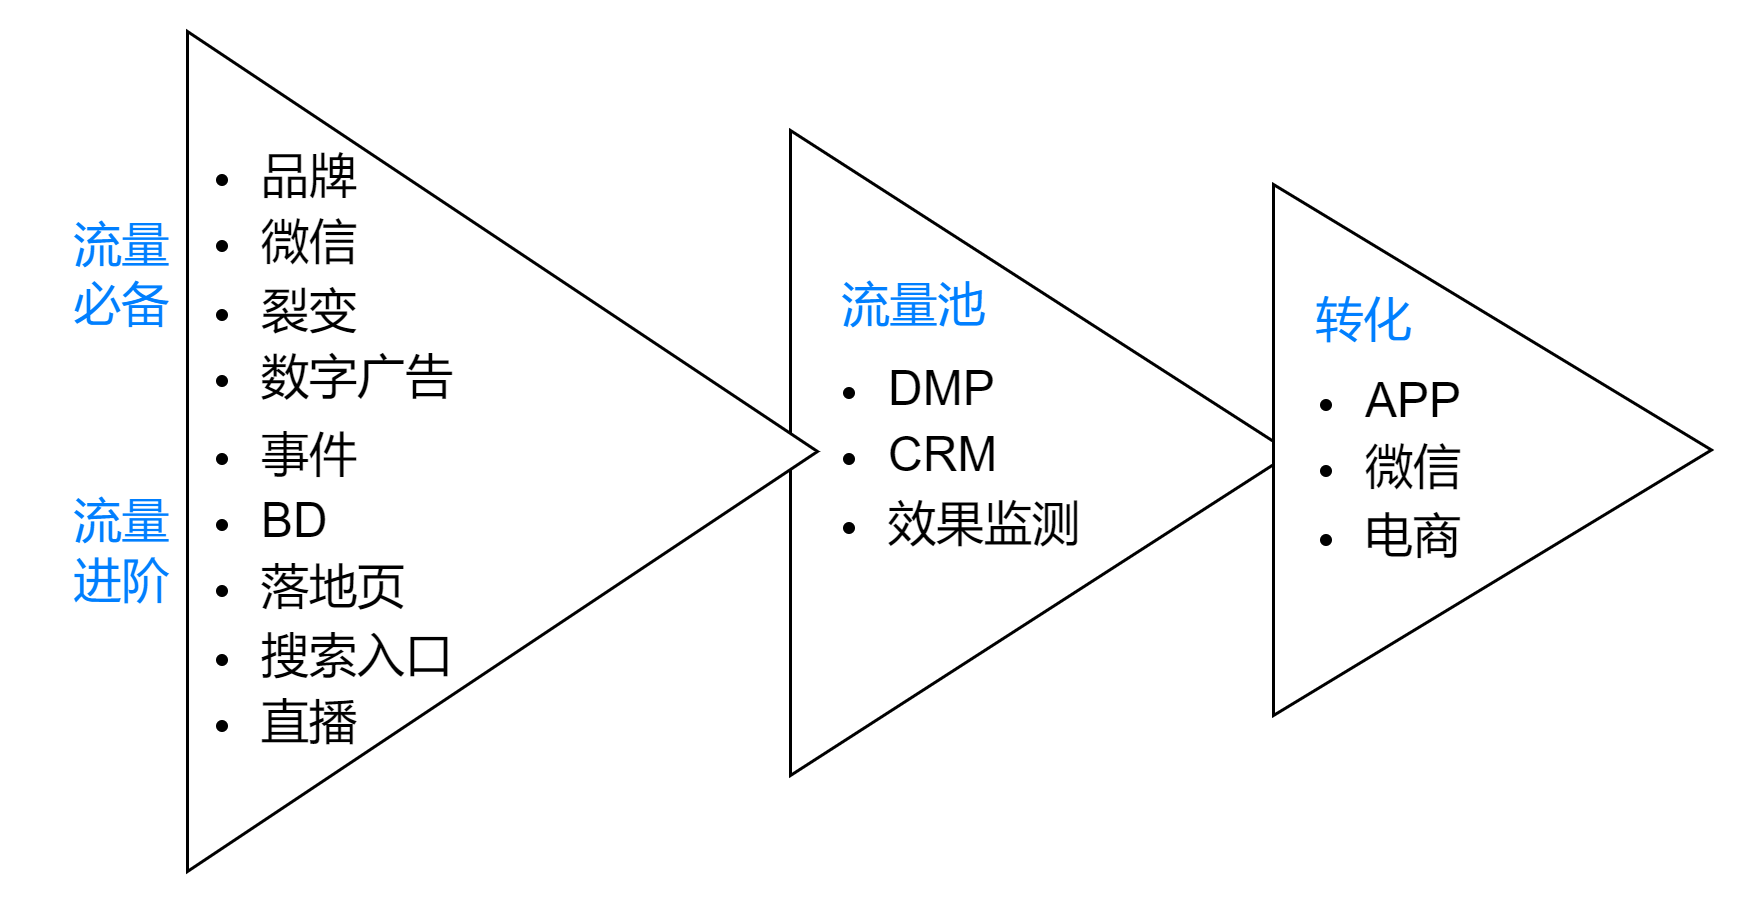 流量
必备
流量
进阶
• 品牌
• 微信
• 裂变
• 数字广告
• 事件
• BD
• 落地页
• 搜索入口
• 直播
流量池
• DMP
• CRM
• 效果监测
转化
• APP
• 微信
• 电商